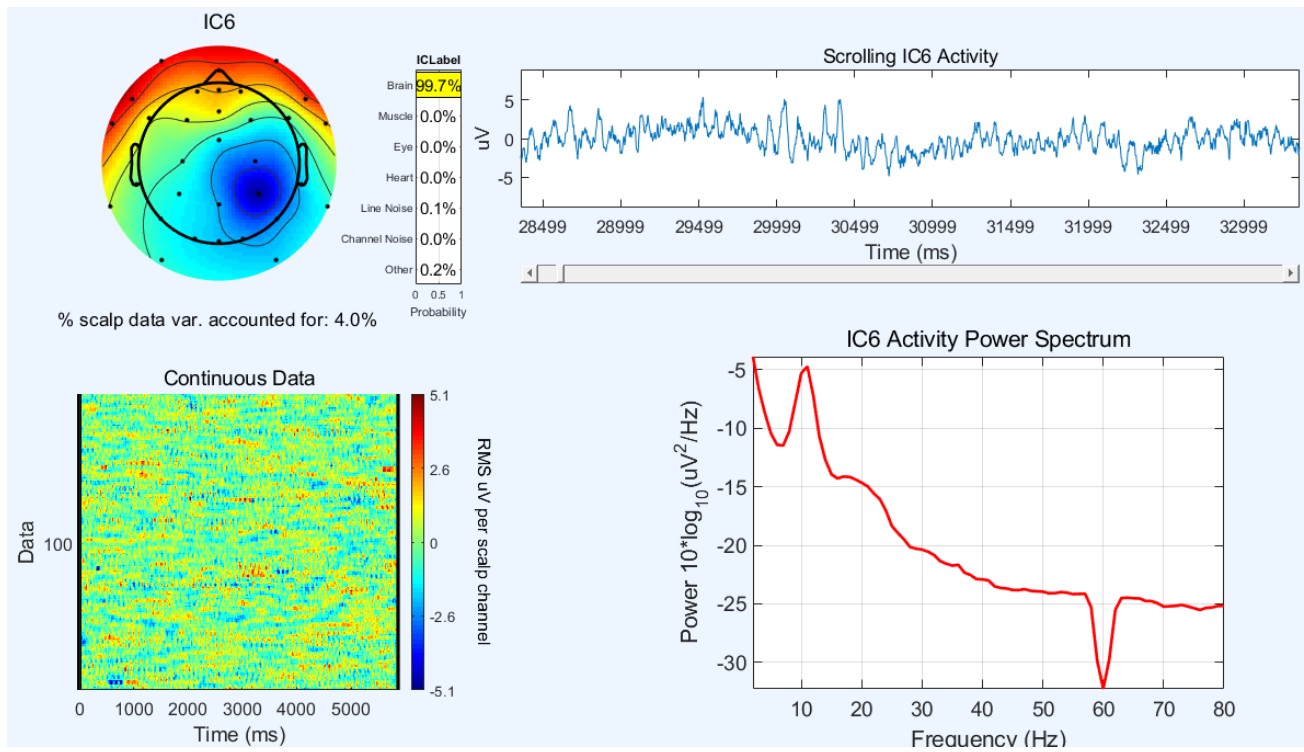 IC6
ICLabel
Brain 99.7%
Muscle 0.0%
Eye 0.0%
Heart 0.0%
Line Noise 0.1%
Channel Noise 0.0%
Other 0.2%
0 0.5 1
Probability
% scalp data var. accounted for: 4.0%
Scrolling IC6 Activity
uV
5
0
-5
28499 28999 29499 29999 30499 30999 31499 31999 32499 32999
Time (ms)
Continuous Data
Data
100
0 1000 2000 3000 4000 5000
Time (ms)
5.1
2.6
0
-2.6
-5.1
RMS uV per scalp channel
IC6 Activity Power Spectrum
Power 10*log10(uV2/Hz)
-5
-10
-15
-20
-25
-30
10 20 30 40 50 60 70 80
Frequency (Hz)